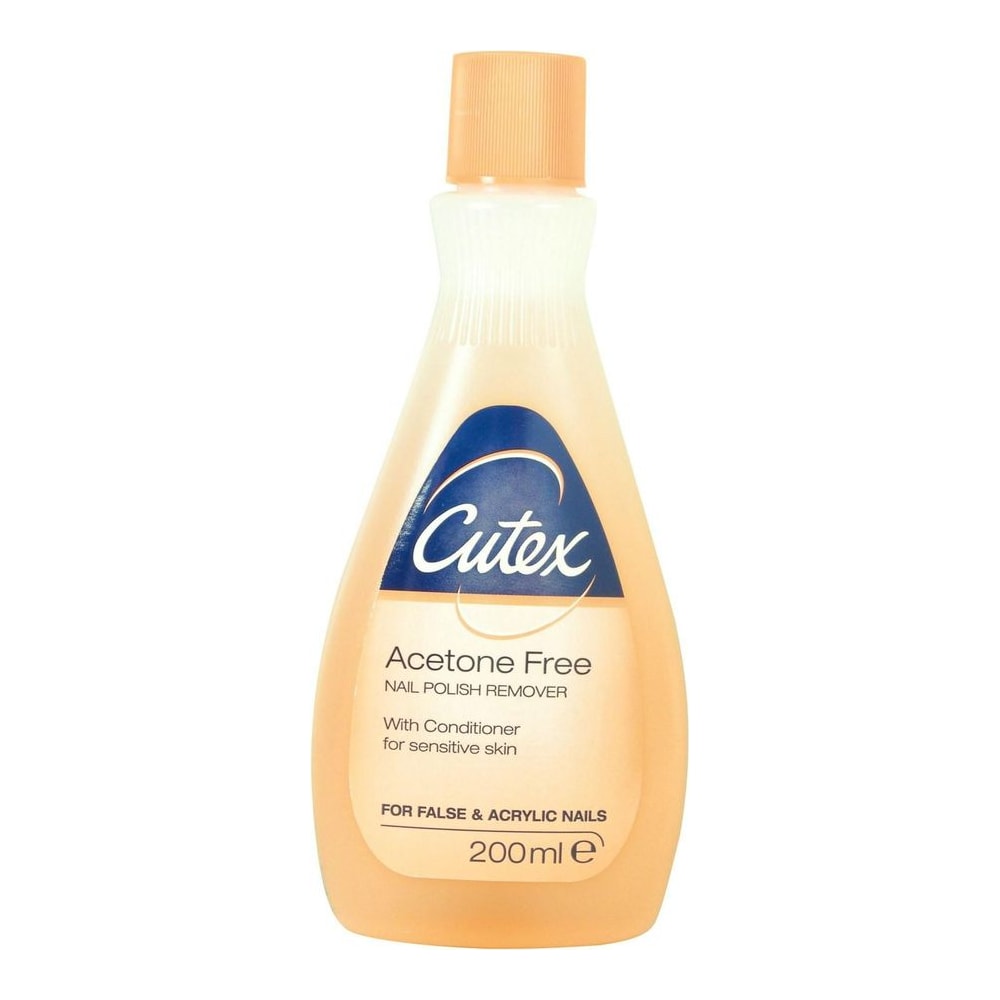 Cutex
Acetone Free
NAIL POLISH REMOVER
With Conditioner
for sensitive skin
FOR FALSE & ACRYLIC NAILS
200ml ℮